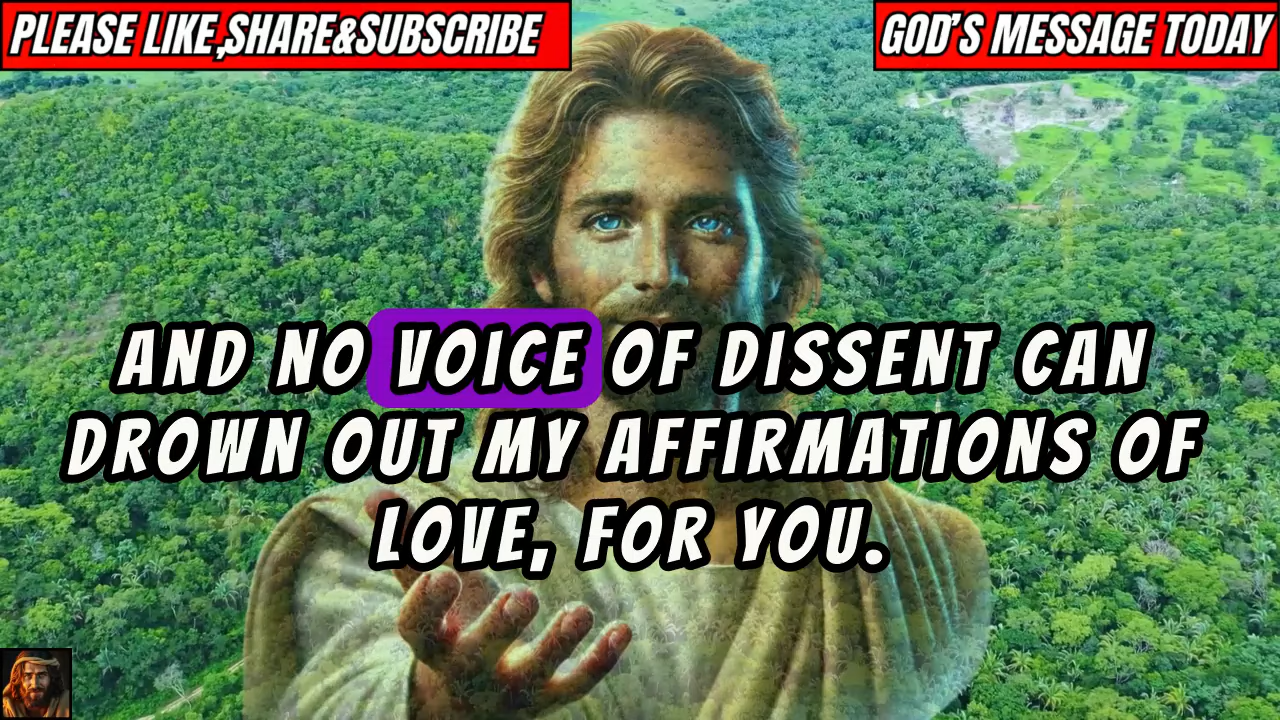 PLEASE LIKE,SHARE&SUBSCRIBE
GOD'S MESSAGE TODAY
AND NO VOICE OF DISSENT CAN
DROWN OUT MY AFFIRMATIONS OF
LOVE, FOR YOU.